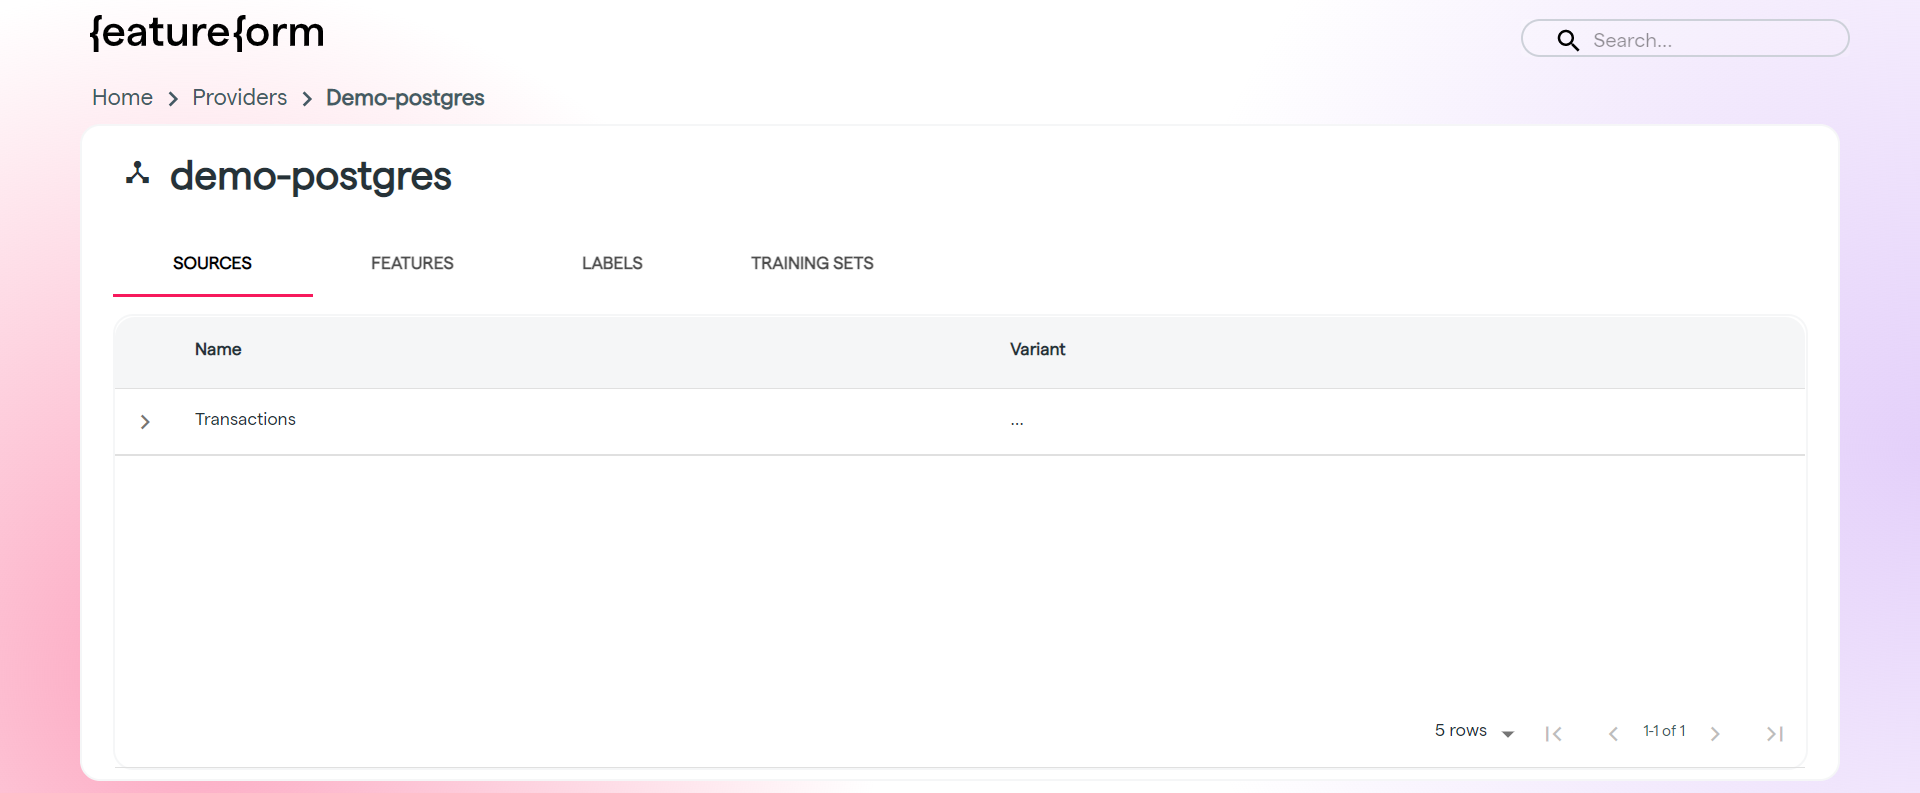 {eature{orm
Search...
Home > Providers > Demo-postgres
demo-postgres
SOURCES FEATURES LABELS TRAINING SETS
Name Variant
Transactions ...
5 rows 1-1 of 1